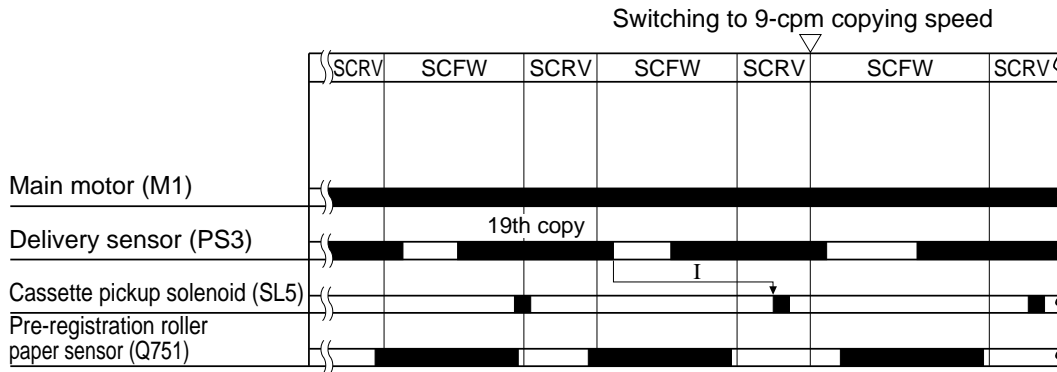 Switching to 9-cpm copying speed
SCRV SCFW SCRV SCFW SCRV SCFW SCRV
Main motor (M1)
19th copy
Delivery sensor (PS3)
I
Cassette pickup solenoid (SL5)
Pre-registration roller
paper sensor (Q751)